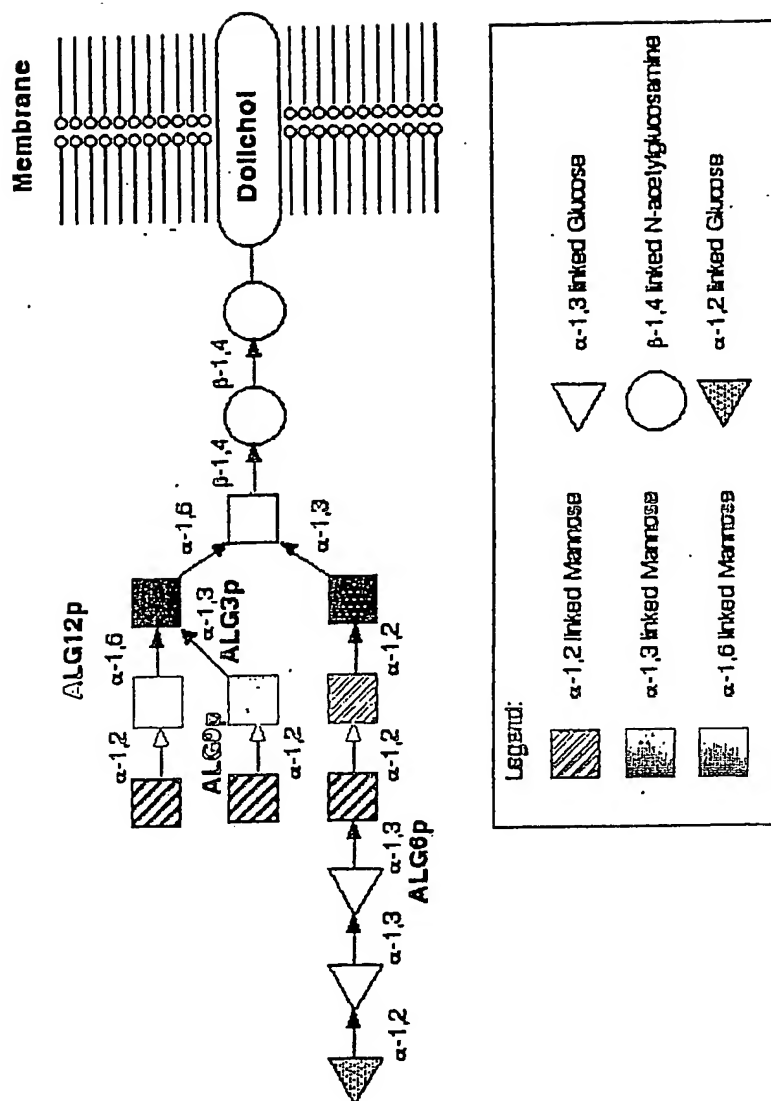 Membrane
Dolichol
β-1,4
β-1,4
α-1,6
α-1,3
ALG12p
α-1,6
α-1,3
ALG3p
α-1,2
α-1,2
α-1,2
α-1,2
α-1,3
ALG6p
α-1,3
α-1,2
Legend:
α-1,2 linked Mannose
α-1,3 linked Mannose
α-1,6 linked Mannose
α-1,3 linked Glucose
β-1,4 linked N-acetylglucosamine
α-1,2 linked Glucose